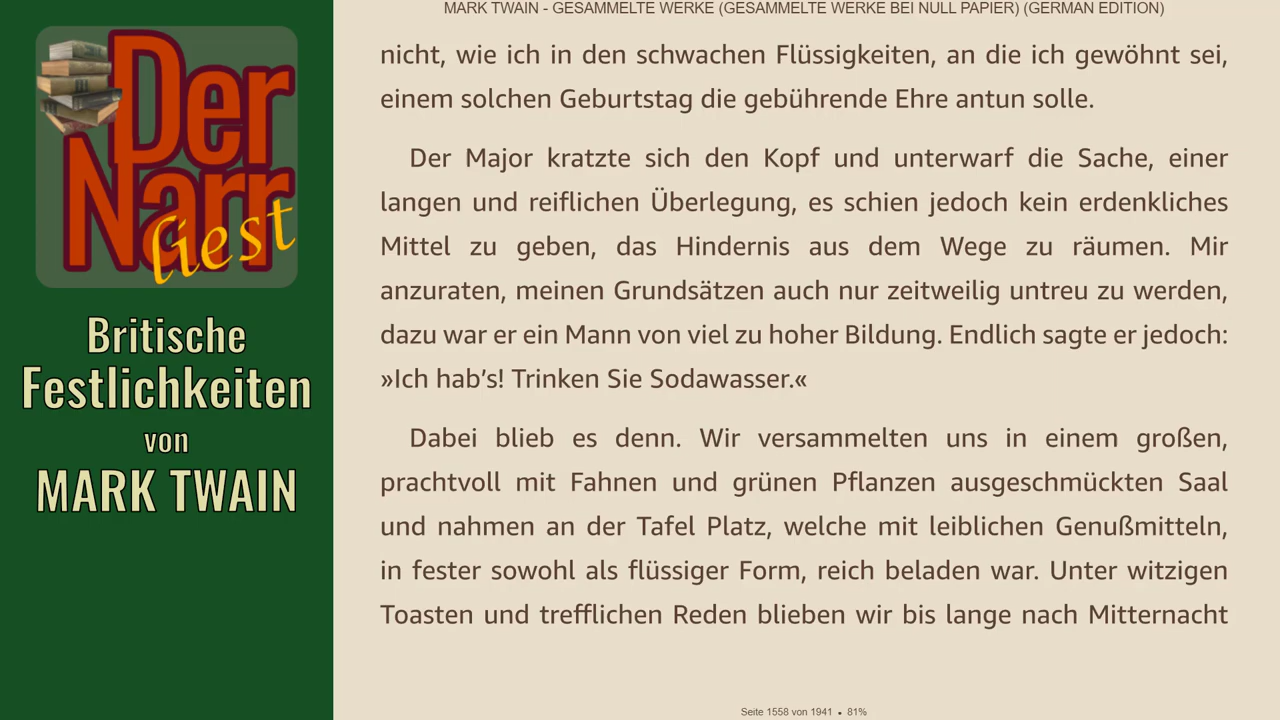 MARK TWAIN - GESAMMELTE WERKE (GESAMMELTE WERKE BEI NULL PAPIER) (GERMAN EDITION)
Der
Narr
liest
Britische
Festlichkeiten
von
MARK TWAIN
nicht, wie ich in den schwachen Flüssigkeiten, an die ich gewöhnt sei,
einem solchen Geburtstag die gebührende Ehre antun solle.
Der Major kratzte sich den Kopf und unterwarf die Sache, einer
langen und reiflichen Überlegung, es schien jedoch kein erdenkliches
Mittel zu geben, das Hindernis aus dem Wege zu räumen. Mir
anzuraten, meinen Grundsätzen auch nur zeitweilig untreu zu werden,
dazu war er ein Mann von viel zu hoher Bildung. Endlich sagte er jedoch:
»Ich hab’s! Trinken Sie Sodawasser.«
Dabei blieb es denn. Wir versammelten uns in einem großen,
prachtvoll mit Fahnen und grünen Pflanzen ausgeschmückten Saal
und nahmen an der Tafel Platz, welche mit leiblichen Genußmitteln,
in fester sowohl als flüssiger Form, reich beladen war. Unter witzigen
Toasten und trefflichen Reden blieben wir bis lange nach Mitternacht
Seite 1558 von 1941 • 81%